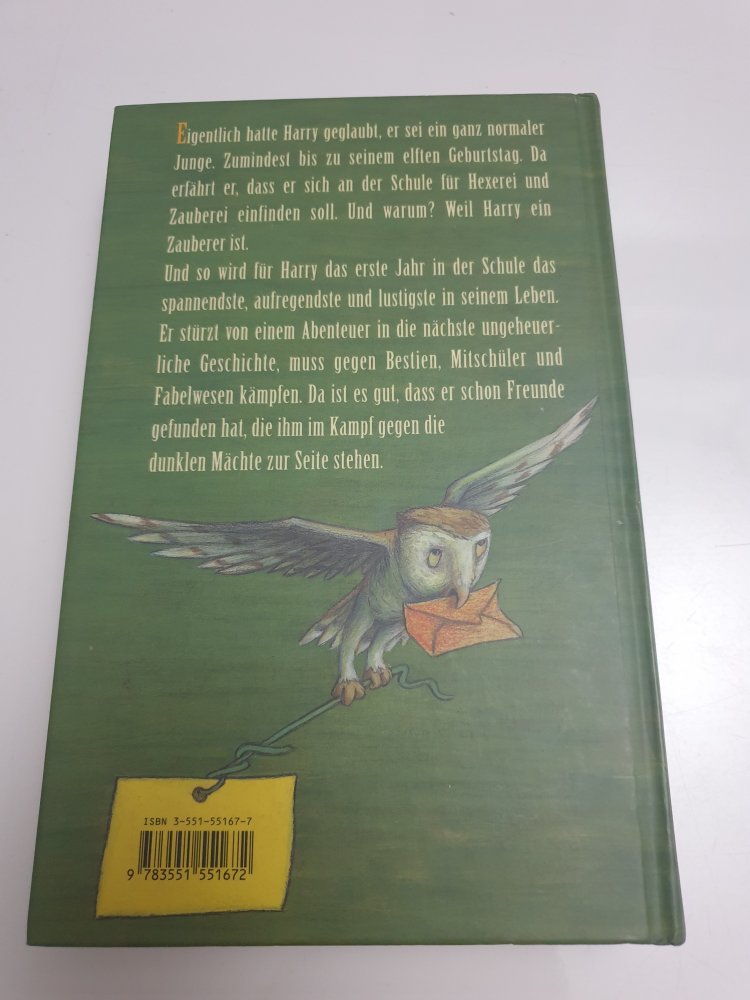 Eigentlich hatte Harry geglaubt, er sei ein ganz normaler
Junge. Zumindest bis zu seinem elften Geburtstag. Da
erfährt er, dass er sich an der Schule für Hexerei und
Zauberei einfinden soll. Und warum? Weil Harry ein
Zauberer ist.
Und so wird für Harry das erste Jahr in der Schule das
spannendste, aufregendste und lustigste in seinem Leben.
Er stürzt von einem Abenteuer in die nächste ungeheuer-
liche Geschichte, muss gegen Bestien, Mitschüler und
Fabelwesen kämpfen. Da ist es gut, dass er schon Freunde
gefunden hat, die ihm im Kampf gegen die
dunklen Mächte zur Seite stehen.
ISBN 3-551-55167-7
9 783551 551672